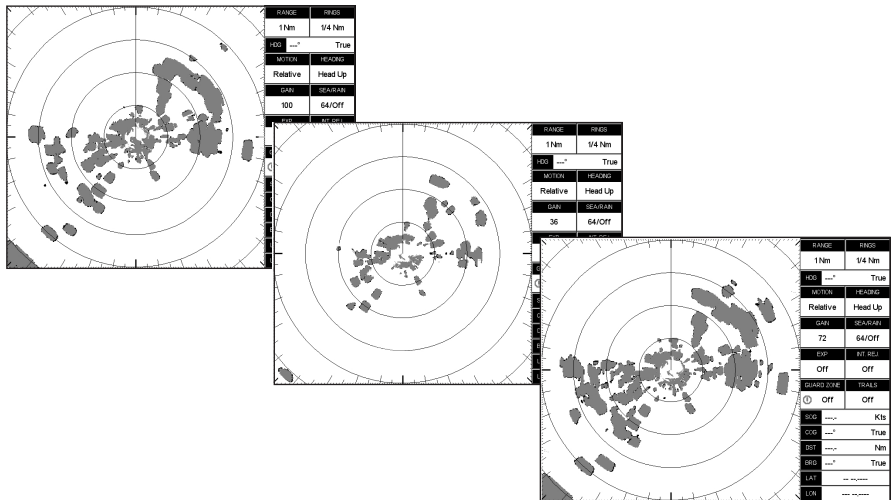 RANGE RINGS
1 Nm 1/4 Nm
HDG ---° True
MOTION HEADING
Relative Head Up
GAIN SEA/RAIN
100 64/Off
EXP INT REJ
RANGE RINGS
1 Nm 1/4 Nm
HDG ---° True
MOTION HEADING
Relative Head Up
GAIN SEA/RAIN
36 64/Off
RANGE RINGS
1 Nm 1/4 Nm
HDG ---° True
MOTION HEADING
Relative Head Up
GAIN SEA/RAIN
72 64/Off
EXP INT REJ
Off Off
GUARD ZONE TRAILS
Off Off
SOG ---.- Kts
COG ---° True
DST ---.- Nm
BRG ---° True
LAT -- --.----
LON --- --.----